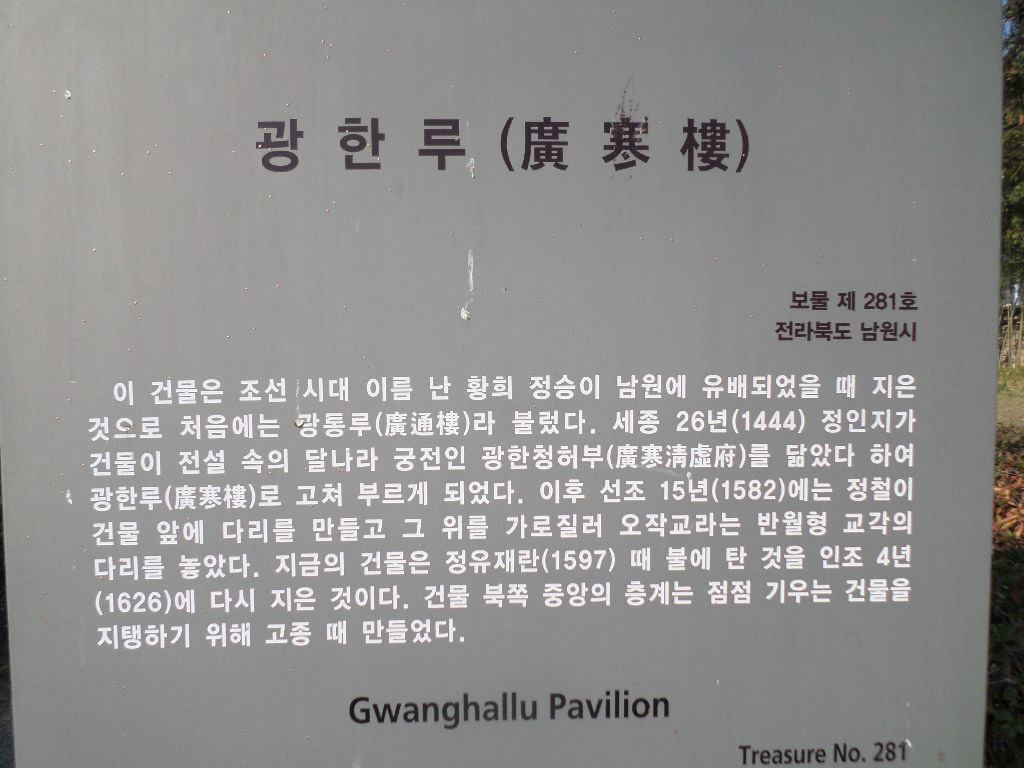 광한루(廣寒樓)
보물 제 281호
전라북도 남원시
이 건물은 조선 시대 이름 난 황희 정승이 남원에 유배되었을 때 지은
것으로 처음에는 광통루(廣通樓)라 불렀다. 세종 26년(1444) 정인지가
건물이 전설 속의 달나라 궁전인 광한청허부(廣寒淸虛府)를 닮았다 하여
광한루(廣寒樓)로 고쳐 부르게 되었다. 이후 선조 15년(1582)에는 정철이
건물 앞에 다리를 만들고 그 위를 가로질러 오작교라는 반월형 교각의
다리를 놓았다. 지금의 건물은 정유재란(1597) 때 불에 탄 것을 인조 4년
(1626)에 다시 지은 것이다. 건물 북쪽 중앙의 층계는 점점 기우는 건물을
지탱하기 위해 고종 때 만들었다.
Gwanghallu Pavilion
Treasure No. 281